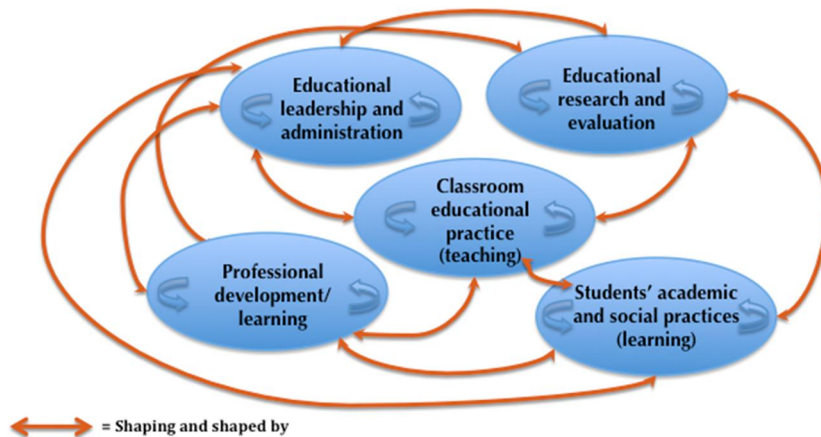 Educational
leadership and
administration
Educational
research and
evaluation
Classroom
educational
practice
(teaching)
Professional
development/
learning
Students’ academic
and social practices
(learning)
= Shaping and shaped by